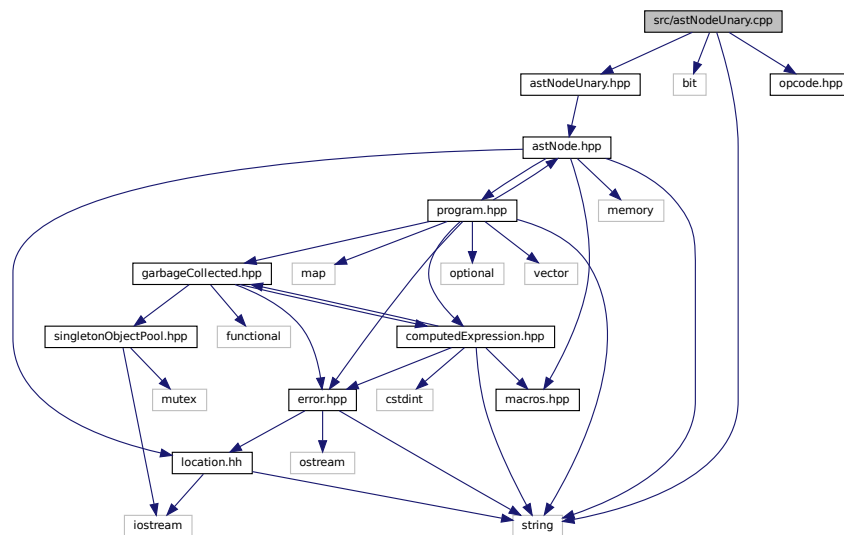 src/astNodeUnary.cpp
astNodeUnary.hpp
bit
opcode.hpp
astNode.hpp
program.hpp
memory
garbageCollected.hpp
map
optional
vector
singletonObjectPool.hpp
functional
computedExpression.hpp
mutex
error.hpp
cstdint
macros.hpp
location.hh
ostream
iostream
string